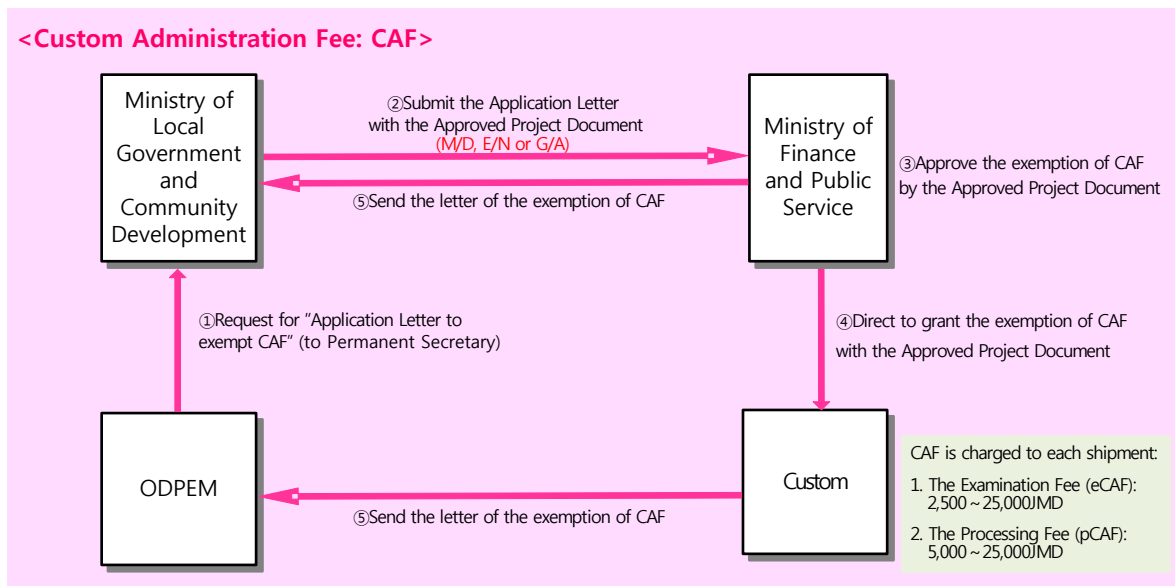 <Custom Administration Fee: CAF>
Ministry of
Local
Government
and
Community
Development
②Submit the Application Letter
with the Approved Project Document
(M/D, E/N or G/A)
⑤Send the letter of the exemption of CAF
Ministry of
Finance
and Public
Service
③Approve the exemption of CAF
by the Approved Project Document
①Request for "Application Letter to
exempt CAF" (to Permanent Secretary)
④Direct to grant the exemption of CAF
with the Approved Project Document
ODPEM
⑤Send the letter of the exemption of CAF
Custom
CAF is charged to each shipment:
1. The Examination Fee (eCAF):
2,500~25,000JMD
2. The Processing Fee (pCAF):
5,000~25,000JMD